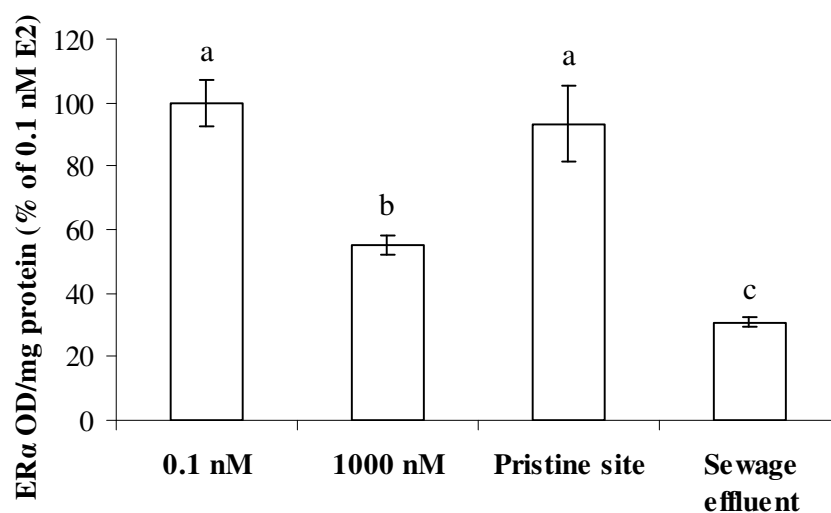 ERα OD/mg protein (% of 0.1 nM E2)
120
100
80
60
40
20
0
a
b
a
c
0.1 nM
1000 nM
Pristine site
Sewage
effluent